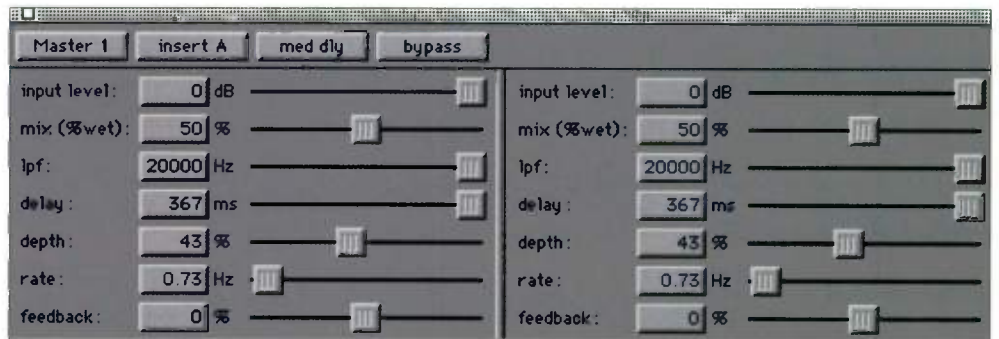 Master 1 insert A med dly bypass
input level: 0 dB
mix (%wet): 50 %
lpf: 20000 Hz
delay: 367 ms
depth: 43 %
rate: 0.73 Hz
feedback: 0 %
input level: 0 dB
mix (%wet): 50 %
lpf: 20000 Hz
delay: 367 ms
depth: 43 %
rate: 0.73 Hz
feedback: 0 %